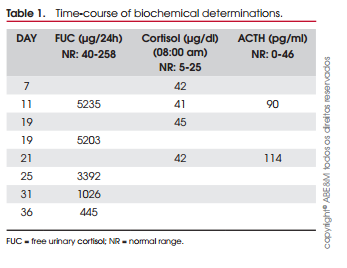 Table 1. Time-course of biochemical determinations.
DAY FUC (µg/24h) Cortisol (µg/dl) ACTH (pg/ml)
NR: 40-258 (08:00 am) NR: 0-46
NR: 5-25
7 42
11 5235 41 90
19 45
19 5203
21 42 114
25 3392
31 1026
36 445
FUC = free urinary cortisol; NR = normal range.
copyright® ABE&M todos os direitos reservados